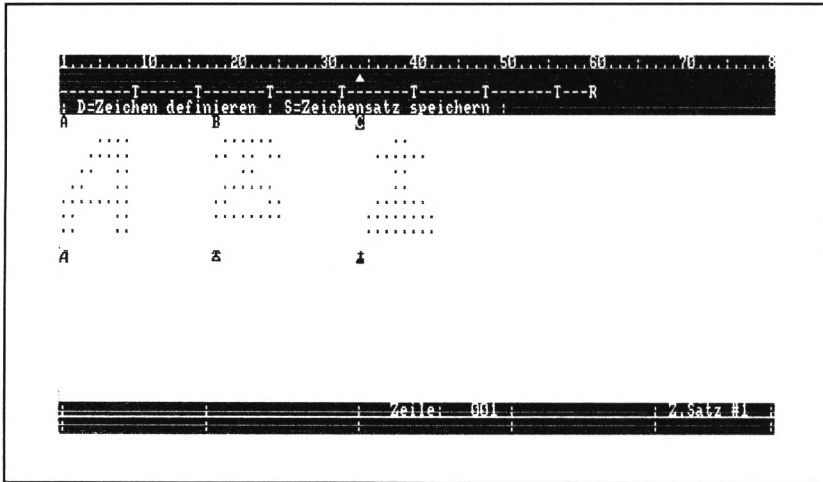 1........10........20........30........40........50........60........70........8
--------T------T-------T-------T-------T-------T-------T---R
¦ D=Zeichen definieren ¦ S=Zeichensatz speichern ¦
A B C
A
Zeile: 001 ¦ Z.Satz #1